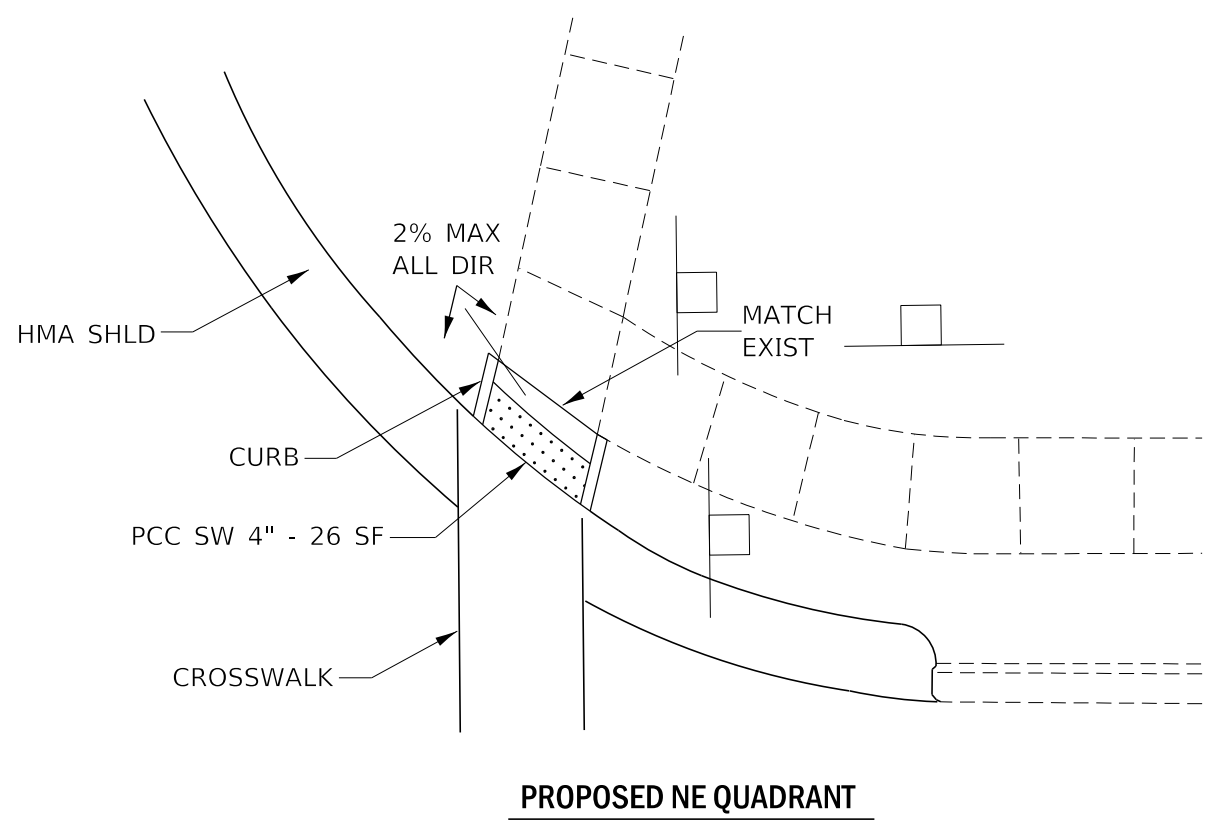 2% MAX
ALL DIR
HMA SHLD
MATCH
EXIST
CURB
PCC SW 4" - 26 SF
CROSSWALK
PROPOSED NE QUADRANT